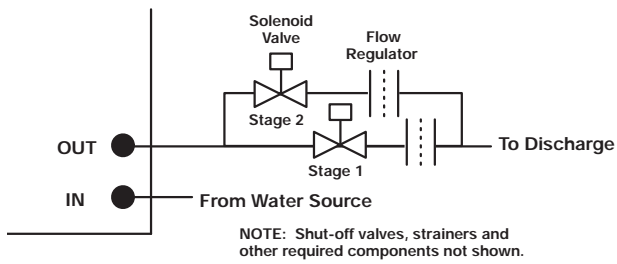 Solenoid
Valve
Flow
Regulator
Stage 2
OUT
To Discharge
Stage 1
IN
From Water Source
NOTE: Shut-off valves, strainers and
other required components not shown.